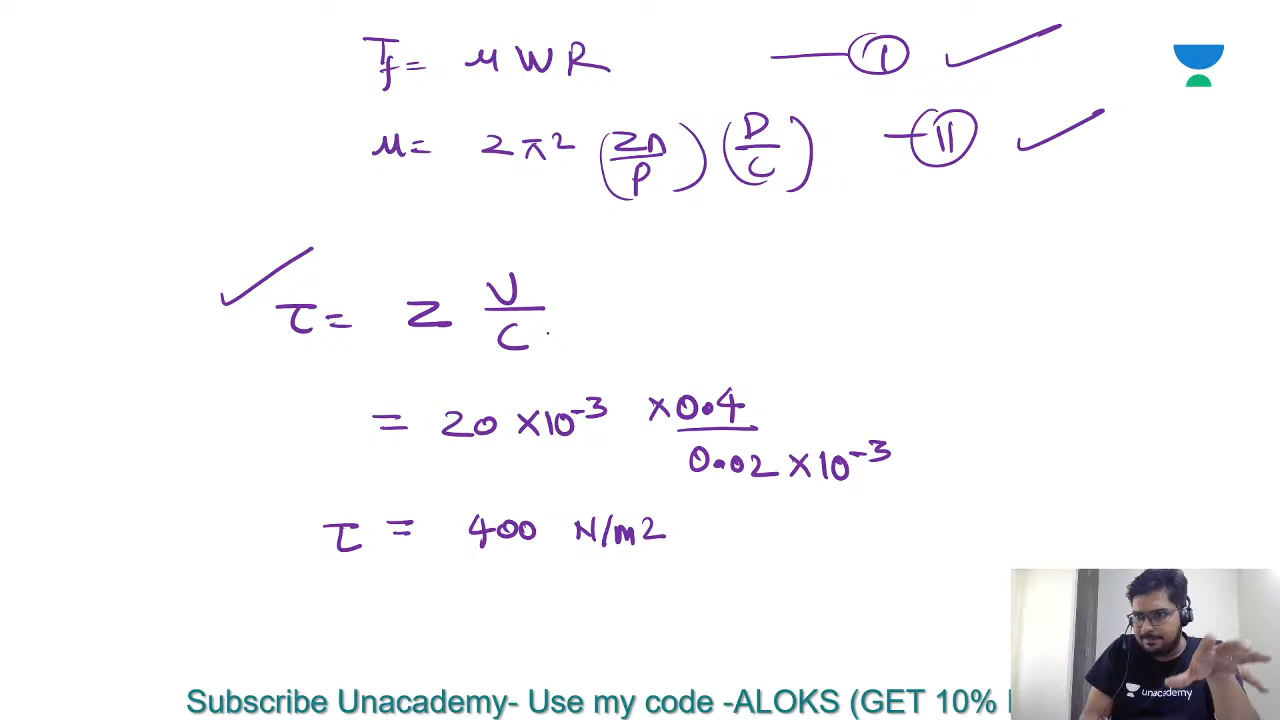 Tf = μ W R — (I)
μ = 2π² (Zn/P) (D/C) — (II)
τ = Z V/C
= 20 × 10⁻³ × 0.4 / 0.02 × 10⁻³
τ = 400 N/m2
unacademy
Subscribe Unacademy- Use my code -ALOKS (GET 10%